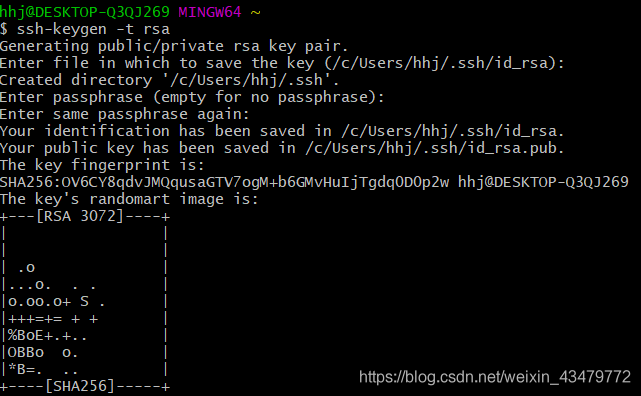 hhj@DESKTOP-Q3QJ269 MINGW64 ~
$ ssh-keygen -t rsa
Generating public/private rsa key pair.
Enter file in which to save the key (/c/Users/hhj/.ssh/id_rsa):
Created directory '/c/Users/hhj/.ssh'.
Enter passphrase (empty for no passphrase):
Enter same passphrase again:
Your identification has been saved in /c/Users/hhj/.ssh/id_rsa.
Your public key has been saved in /c/Users/hhj/.ssh/id_rsa.pub.
The key fingerprint is:
SHA256:OV6CY8qdvJMQqusaGTV7ogM+b6GMvHuIjTgdq0D0p2w hhj@DESKTOP-Q3QJ269
The key's randomart image is:
+---[RSA 3072]----+
|                 |
|                 |
| .o              |
|...o.  . .       |
|o.oo.o+ S .      |
|+++=+= + +       |
|%BoE+.+..        |
|OBBo  o.         |
|*B=.  ..         |
+----[SHA256]-----+
https://blog.csdn.net/weixin_43479772